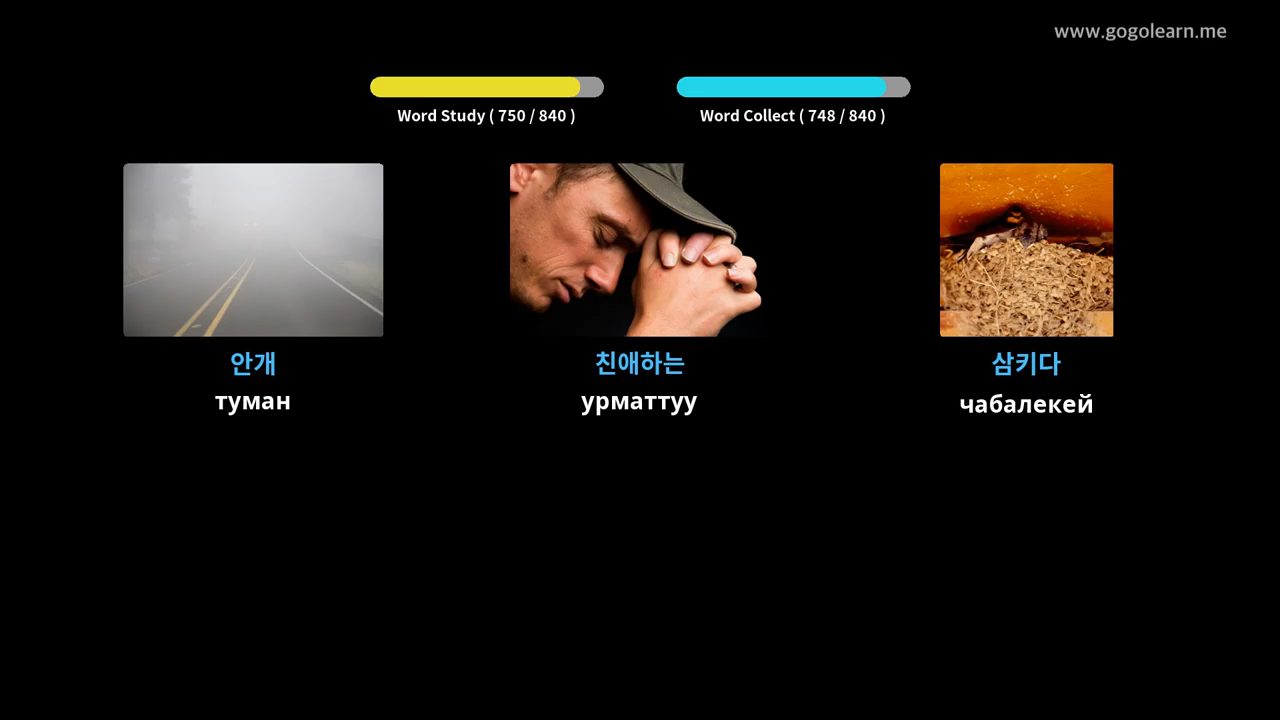 www.gogolearn.me
Word Study ( 750 / 840 )
Word Collect ( 748 / 840 )
안개
туман
친애하는
урматтуу
삼키다
чабалекей